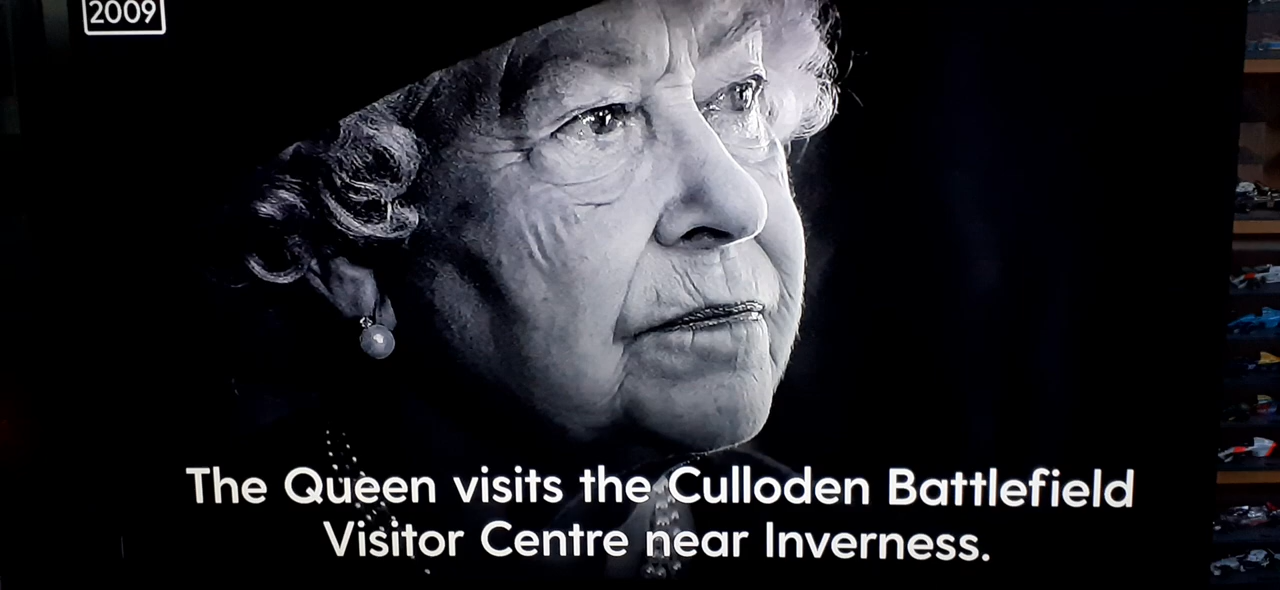 2009
The Queen visits the Culloden Battlefield
Visitor Centre near Inverness.